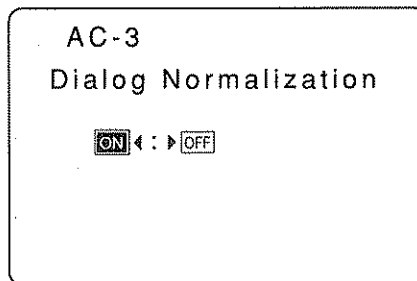 AC-3
Dialog Normalization
ON ◂ : ▸ OFF